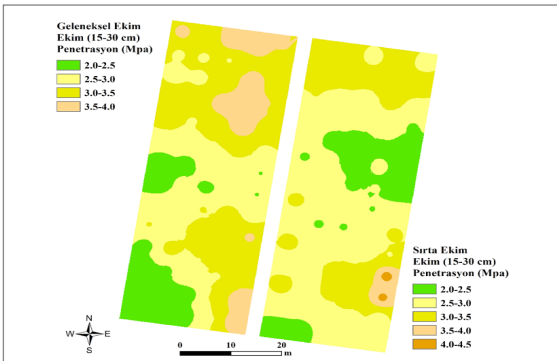 Geleneksel Ekim
Ekim (15-30 cm)
Penetrasyon (Mpa)
2.0-2.5
2.5-3.0
3.0-3.5
3.5-4.0
Sırta Ekim
Ekim (15-30 cm)
Penetrasyon (Mpa)
2.0-2.5
2.5-3.0
3.0-3.5
3.5-4.0
4.0-4.5
N
W E
S
0 10 20
m